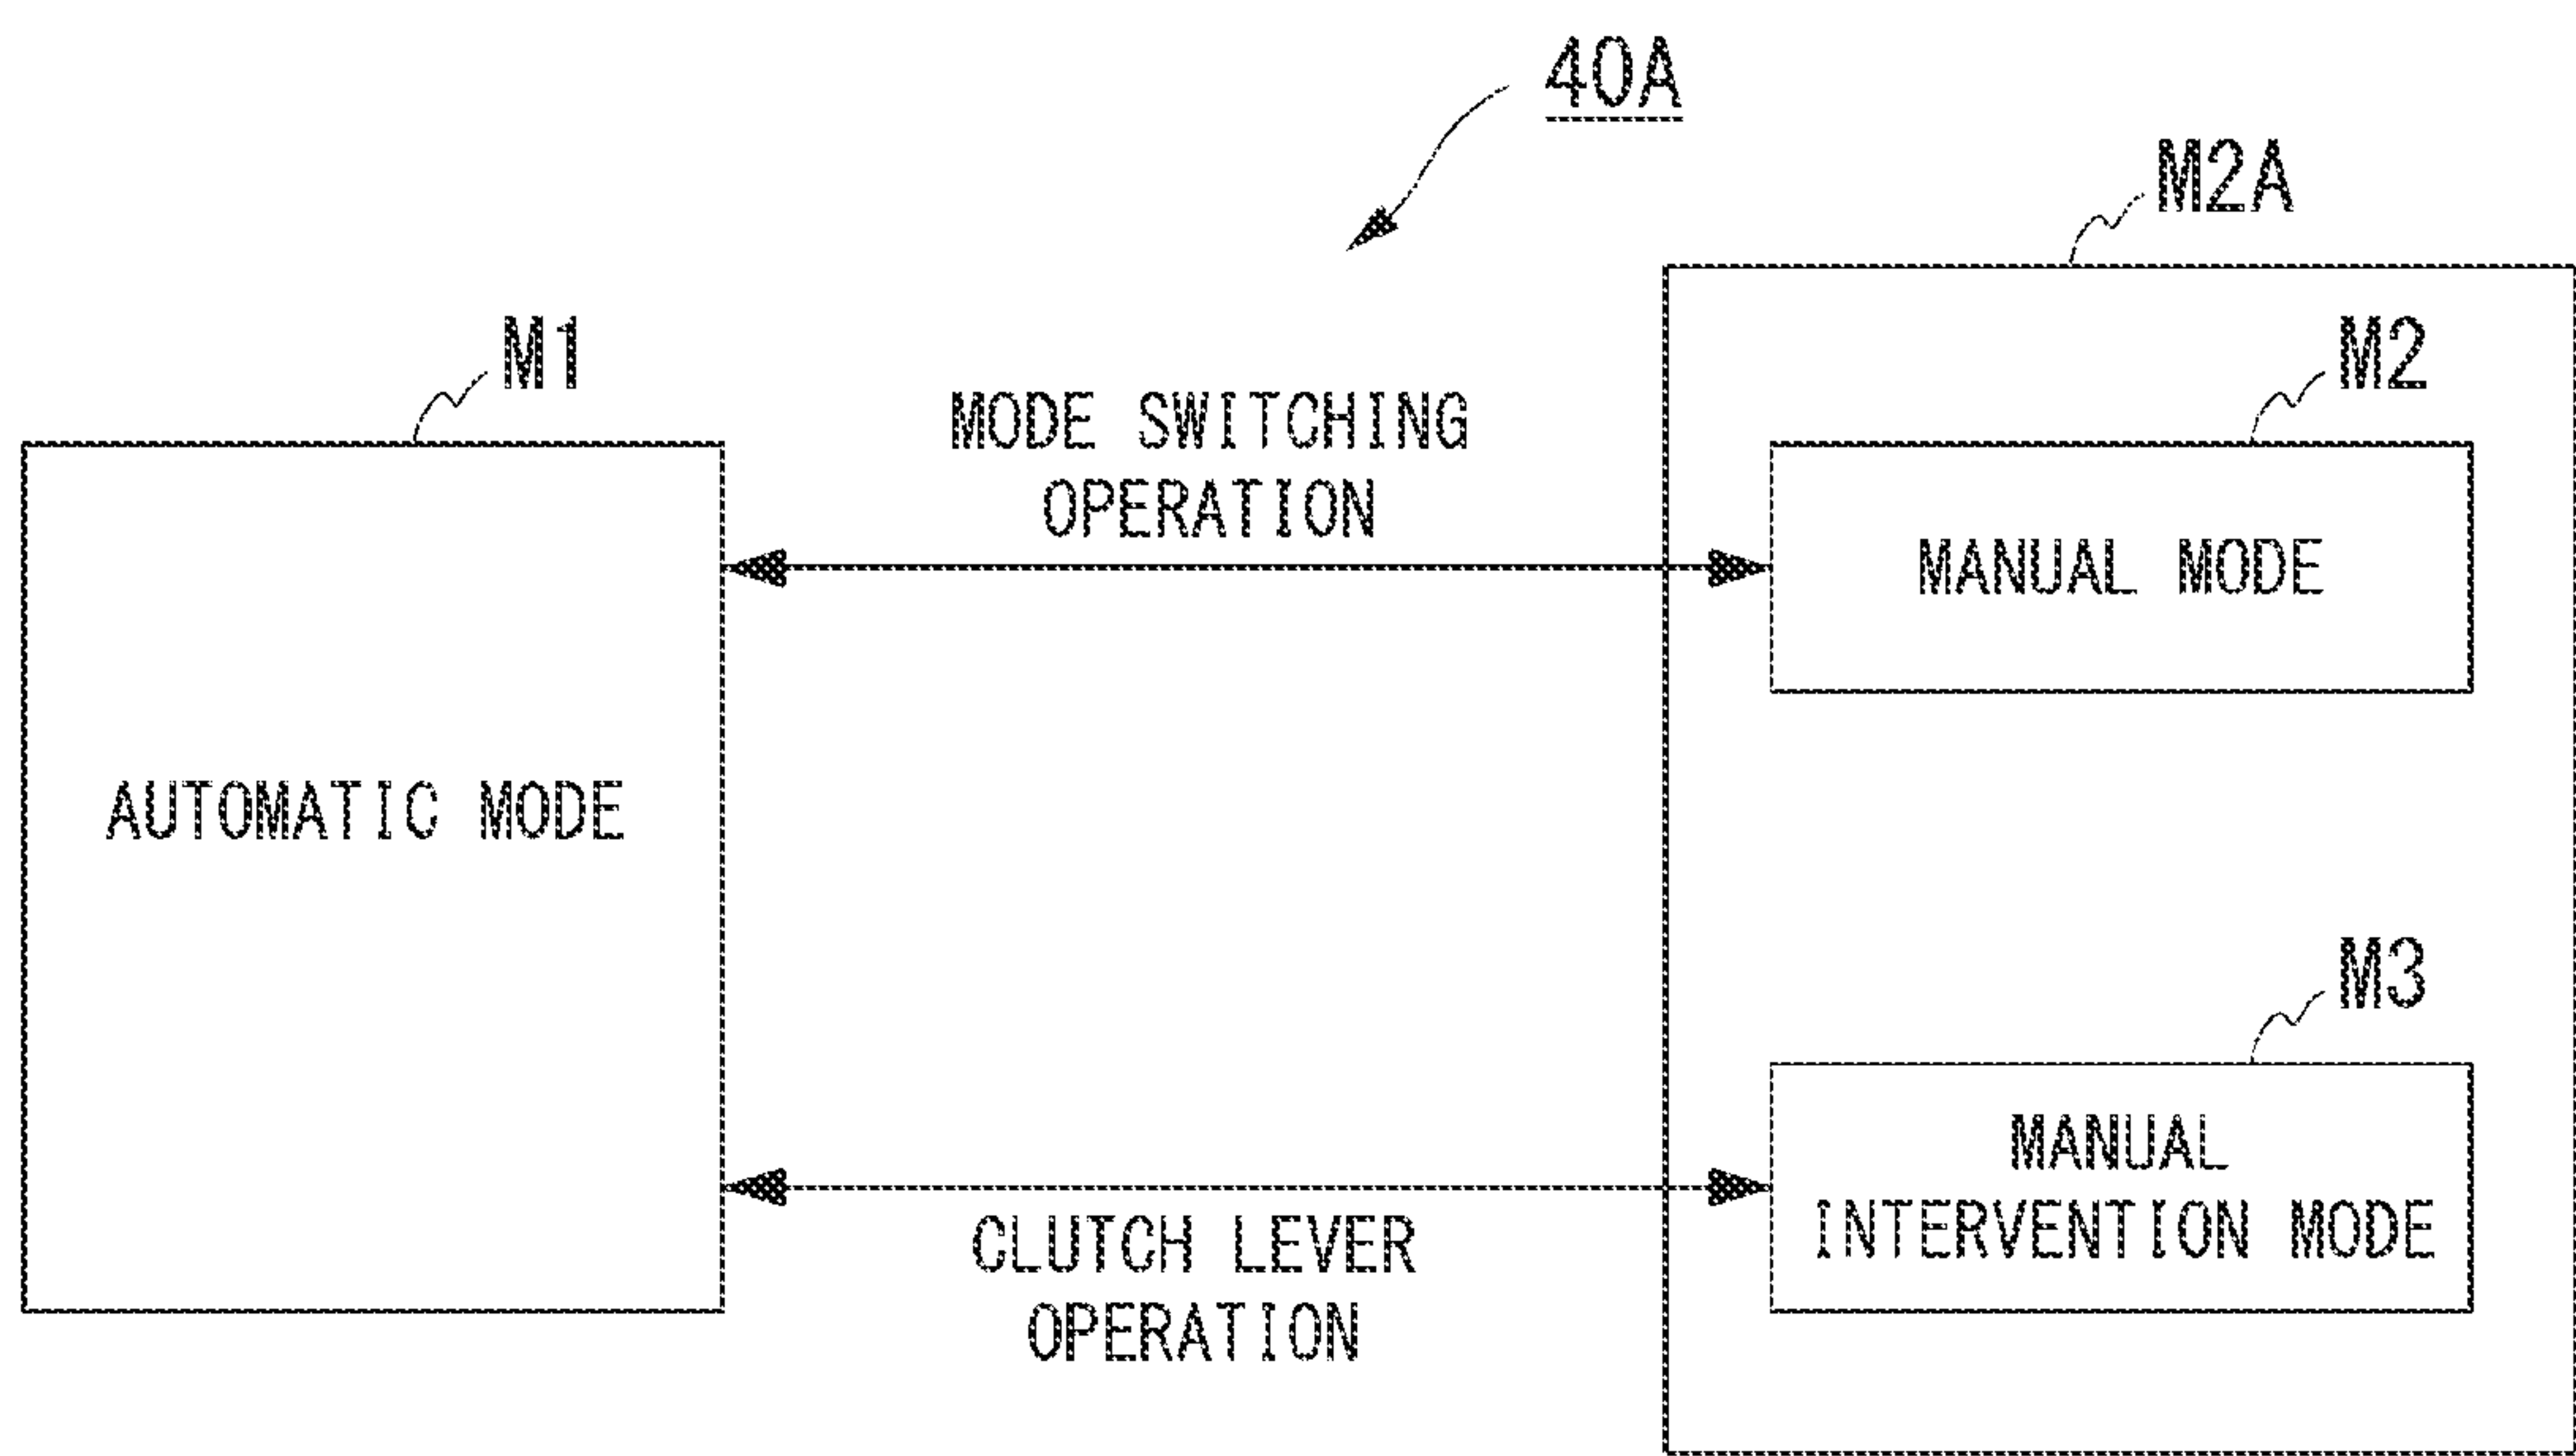 40A
M2A
M1
M2
MODE SWITCHING
OPERATION
MANUAL MODE
AUTOMATIC MODE
M3
MANUAL
INTERVENTION MODE
CLUTCH LEVER
OPERATION